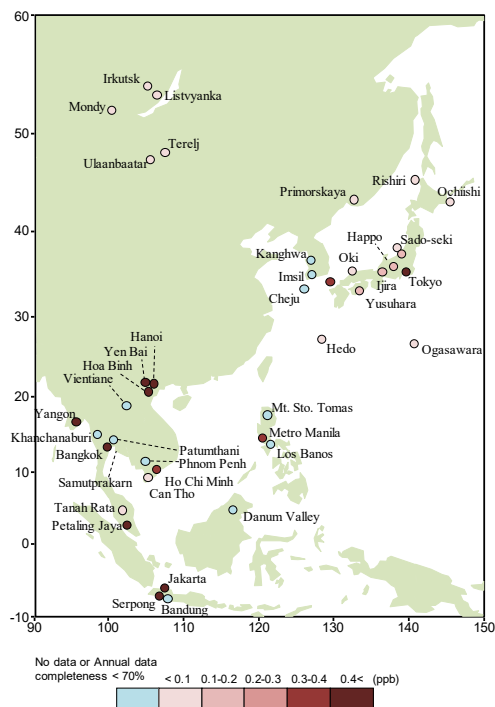 60
Irkutsk
Listvyanka
Mondy
50
Terelj
Ulaanbaatar
Rishiri
Primorskaya
Ochiishi
40
Happo
Sado-seki
Kanghwa
Oki
Imsil
Ijira
Tokyo
Cheju
Yusuhara
30
Hanoi
Hedo
Ogasawara
Yen Bai
Hoa Binh
Vientiane
20
Yangon
Mt. Sto. Tomas
Khanchanaburi
Patumthani
Metro Manila
Bangkok
Phnom Penh
Los Banos
10
Samutprakarn
Ho Chi Minh
Can Tho
Tanah Rata
Danum Valley
Petaling Jaya
0
Jakarta
Serpong
Bandung
-10
90 100 110 120 130 140 150
No data or Annual data
completeness < 70%
< 0.1 0.1-0.2 0.2-0.3 0.3-0.4 0.4< (ppb)